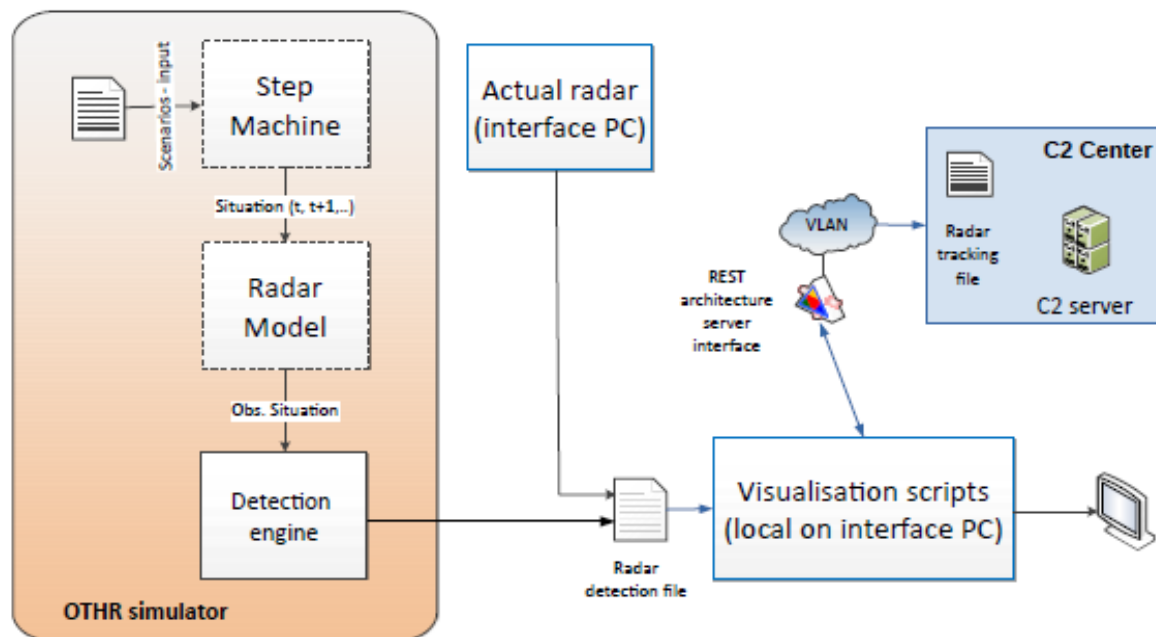 Scenarios - input
Step
Machine
Situation (t, t+1,..)
Radar
Model
Obs. Situation
Detection
engine
OTHR simulator
Actual radar
(interface PC)
Radar
detection file
Visualisation scripts
(local on interface PC)
REST
architecture
server
interface
VLAN
C2 Center
Radar
tracking
file
C2 server